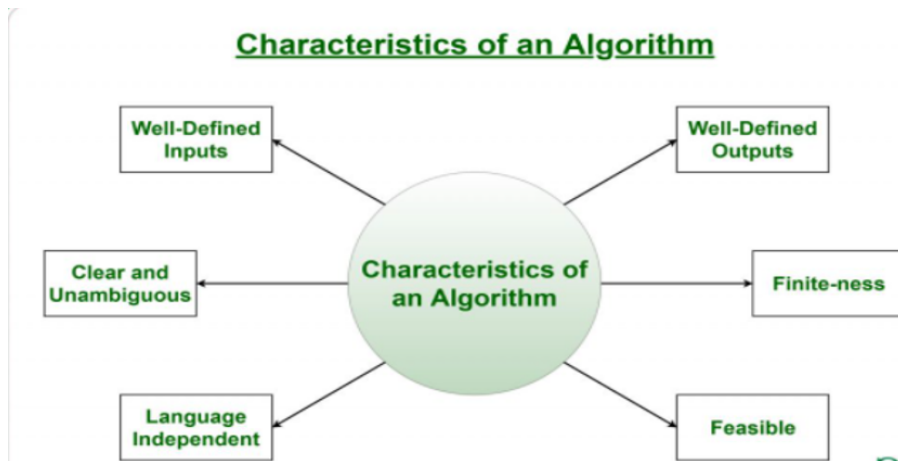 Characteristics of an Algorithm
Well-Defined
Inputs
Well-Defined
Outputs
Clear and
Unambiguous
Characteristics of
an Algorithm
Finite-ness
Language
Independent
Feasible